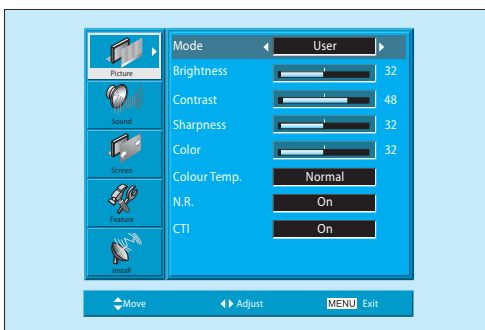 Picture
Sound
Screen
Feature
Install
Mode User
Brightness 32
Contrast 48
Sharpness 32
Color 32
Colour Temp. Normal
N.R. On
CTI On
Move Adjust MENU Exit